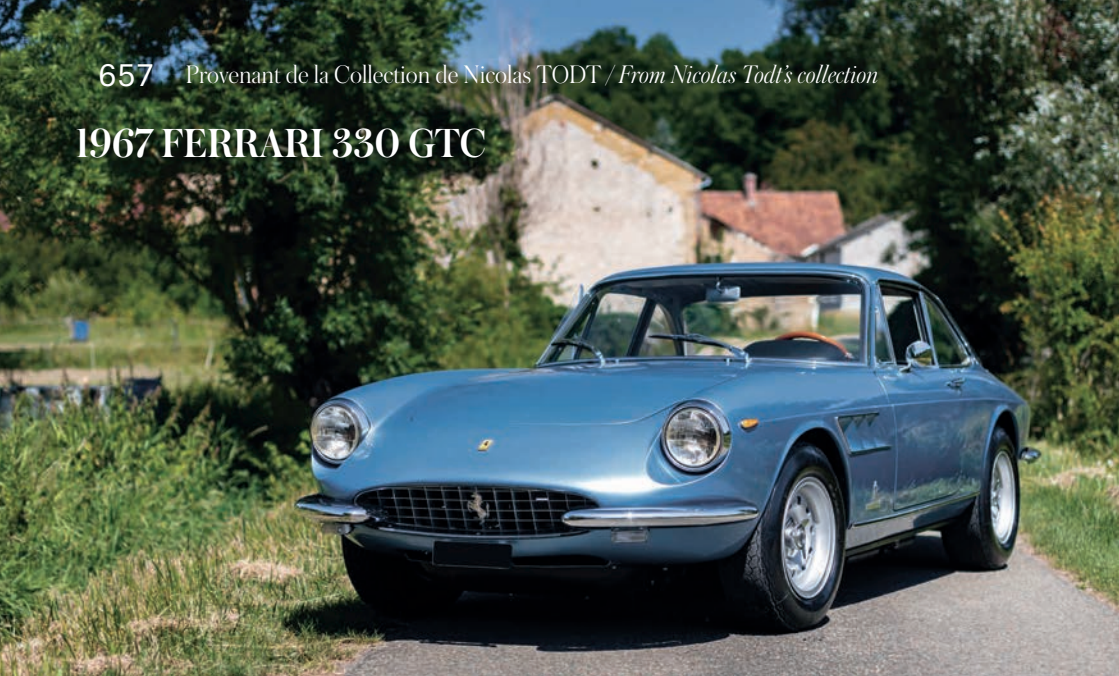 657 Provenant de la Collection de Nicolas TODT / From Nicolas Todt's collection
1967 FERRARI 330 GTC